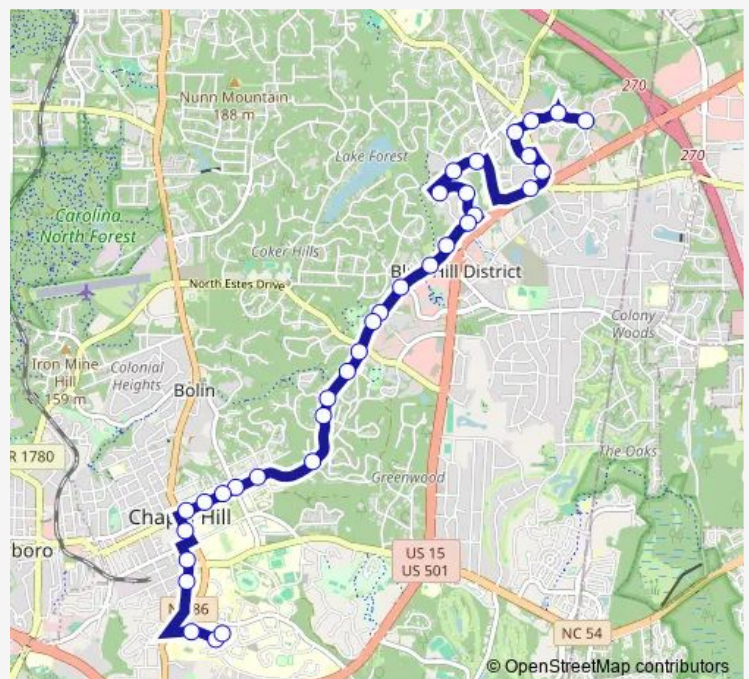 270
Nunn Mountain
188 m
Lake Forest
270
Carolina
North Forest
Coker Hills
Hill District
North Estes Drive
Colony
Woods
Iron Mine
Hill
159 m
Colonial
Heights
Bolin
The Oaks
R 1780
Greenwood
Hill
boro
US 15
US 501
86
NC 54
© OpenStreetMap contributors